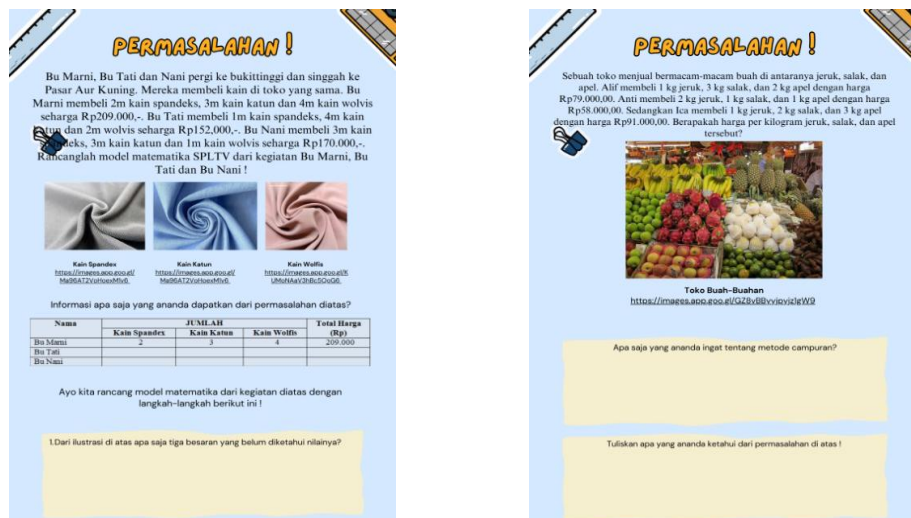 PERMASALAHAN !
Bu Marni, Bu Tati dan Nani pergi ke bukittinggi dan singgah ke
Pasar Aur Kuning. Mereka membeli kain di toko yang sama. Bu
Marni membeli 2m kain spandeks, 3m kain katun dan 4m kain wolvis
seharga Rp209.000,-. Bu Tati membeli 1m kain spandeks, 4m kain
katun dan 2m wolvis seharga Rp152,000,-. Bu Nani membeli 3m kain
spandeks, 3m kain katun dan 1m kain wolvis seharga Rp170.000,-.
Rancanglah model matematika SPLTV dari kegiatan Bu Marni, Bu
Tati dan Bu Nani !
Kain Spandex Kain Katun Kain Wolfis
Informasi apa saja yang ananda dapatkan dari permasalahan diatas?
Nama JUMLAH Total Harga
Kain Spandex Kain Katun Kain Wolfis (Rp)
Bu Marni 2 3 4 209.000
Bu Tati
Bu Nani
Ayo kita rancang model matematika dari kegiatan diatas dengan
langkah-langkah berikut ini !
1.Dari ilustrasi di atas apa saja tiga besaran yang belum diketahui nilainya?
PERMASALAHAN !
Sebuah toko menjual bermacam-macam buah di antaranya jeruk, salak, dan
apel. Alif membeli 1 kg jeruk, 3 kg salak, dan 2 kg apel dengan harga
Rp79.000,00. Anti membeli 2 kg jeruk, 1 kg salak, dan 1 kg apel dengan harga
Rp58.000,00. Sedangkan Ica membeli 1 kg jeruk, 2 kg salak, dan 3 kg apel
dengan harga Rp91.000,00. Berapakah harga per kilogram jeruk, salak, dan apel
tersebut?
Toko Buah-Buahan
Apa saja yang ananda ingat tentang metode campuran?
Tuliskan apa yang ananda ketahui dari permasalahan di atas !